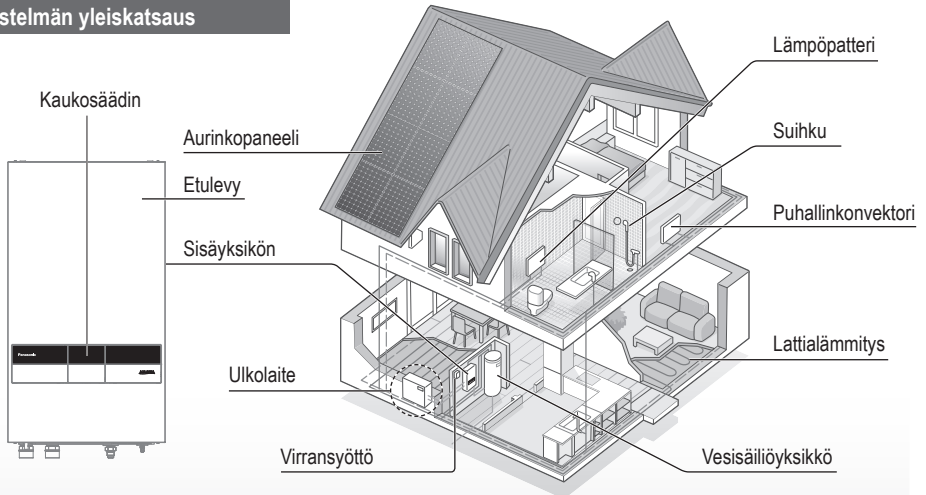 stelmän yleiskatsaus
Kaukosäädin
Etulevy
Panasonic
Aurinkopaneeli
Sisäyksikön
Ulkolaite
Virransyöttö
Lämpöpatteri
Suihku
Puhallinkonvektori
Lattialämmitys
Vesisäiliöyksikkö